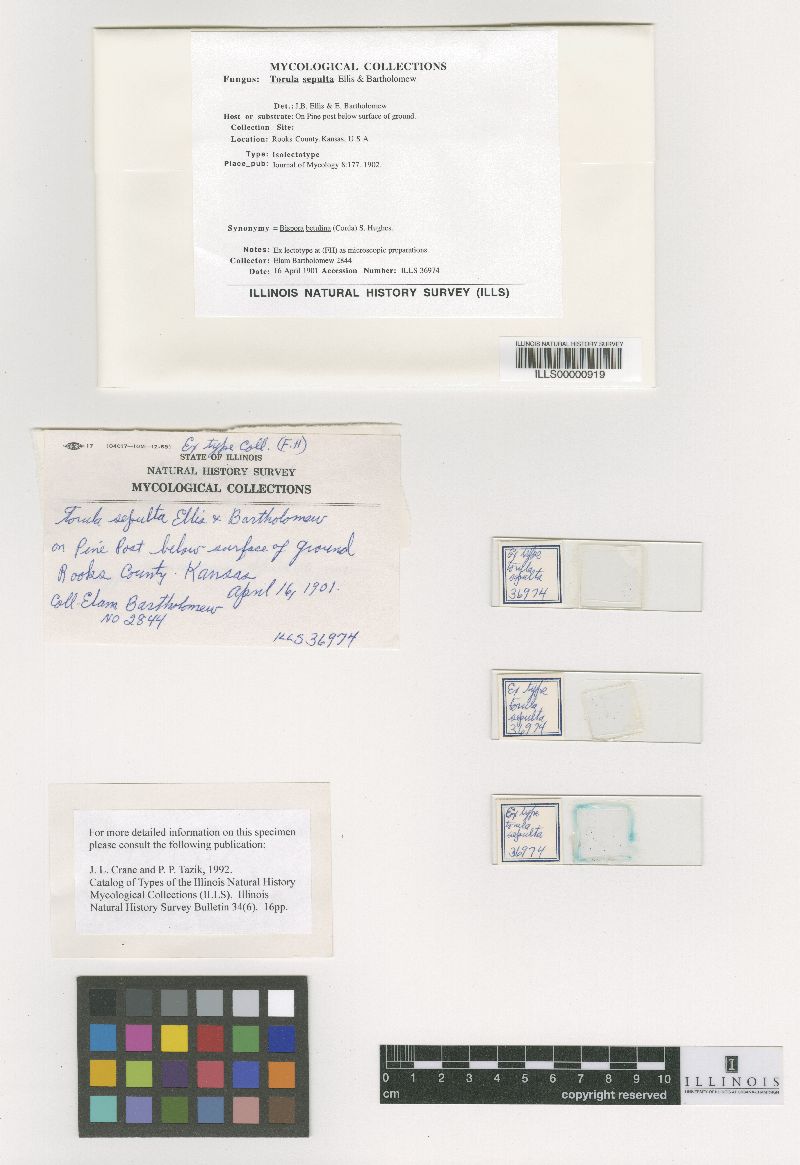 MYCOLOGICAL COLLECTIONS
Fungus: Torula sepulta Ellis & Bartholomew
Det.: J.B. Ellis & E. Bartholomew
Host or substrate: On Pine post below surface of ground.
Collection Site:
Location: Rooks County, Kansas, U.S.A.
Type: Isolectotype
Place_pub: Journal of Mycology 8:177. 1902.
Synonymy = Bispora betulina (Corda) S. Hughes.
Notes: Ex lectotype at (FH) as microscopic preparations.
Collector: Elam Bartholomew 2844
Date: 16 April 1901 Accession Number: ILLS 36974
ILLINOIS NATURAL HISTORY SURVEY (ILLS)
ILLINOIS NATURAL HISTORY SURVEY
ILLS00000919
17 Ex type Coll. (F.H)
STATE OF ILLINOIS
NATURAL HISTORY SURVEY
MYCOLOGICAL COLLECTIONS
Torula sepulta Ellis & Bartholomew
on Pine Post below surface of ground
Rooks County. Kansas
April 16, 1901.
Coll. Elam Bartholomew
No 2844
ILLS 36974
Ex type
torula
sepulta
36974
Ex type
torula
sepulta
36974
Ex type
torula
sepulta
36974
For more detailed information on this specimen
please consult the following publication:
J. L. Crane and P. P. Tazik, 1992.
Catalog of Types of the Illinois Natural History
Mycological Collections (ILLS). Illinois
Natural History Survey Bulletin 34(6). 16pp.
0 1 2 3 4 5 6 7 8 9 10
cm
copyright reserved
I
ILLINOIS
UNIVERSITY OF ILLINOIS AT URBANA-CHAMPAIGN